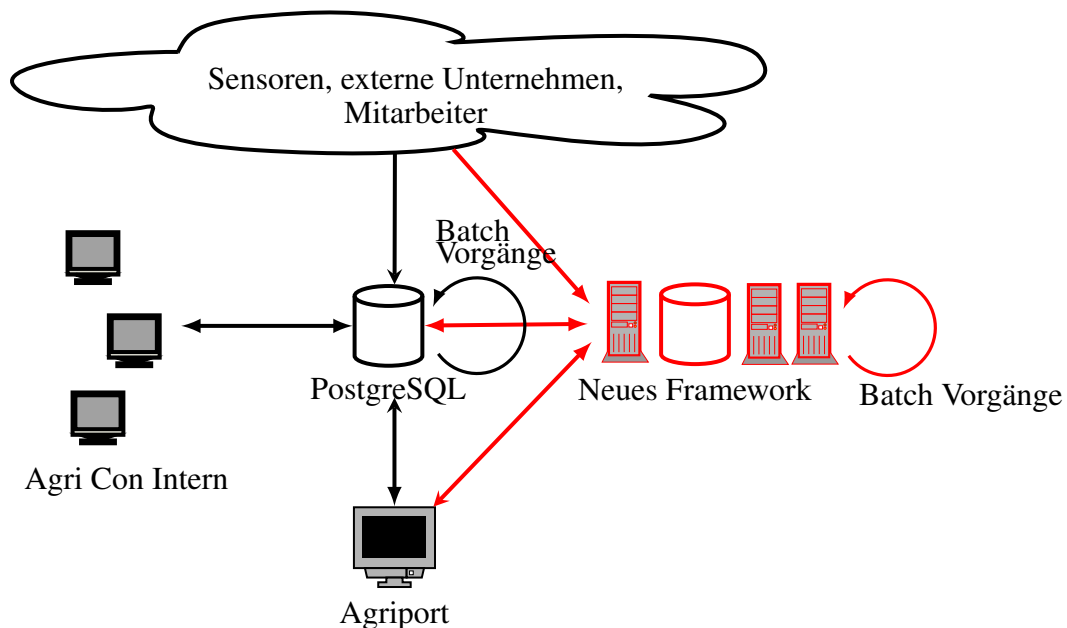 Sensoren, externe Unternehmen,
Mitarbeiter
Batch
Vorgänge
PostgreSQL
Neues Framework
Batch Vorgänge
Agri Con Intern
Agriport